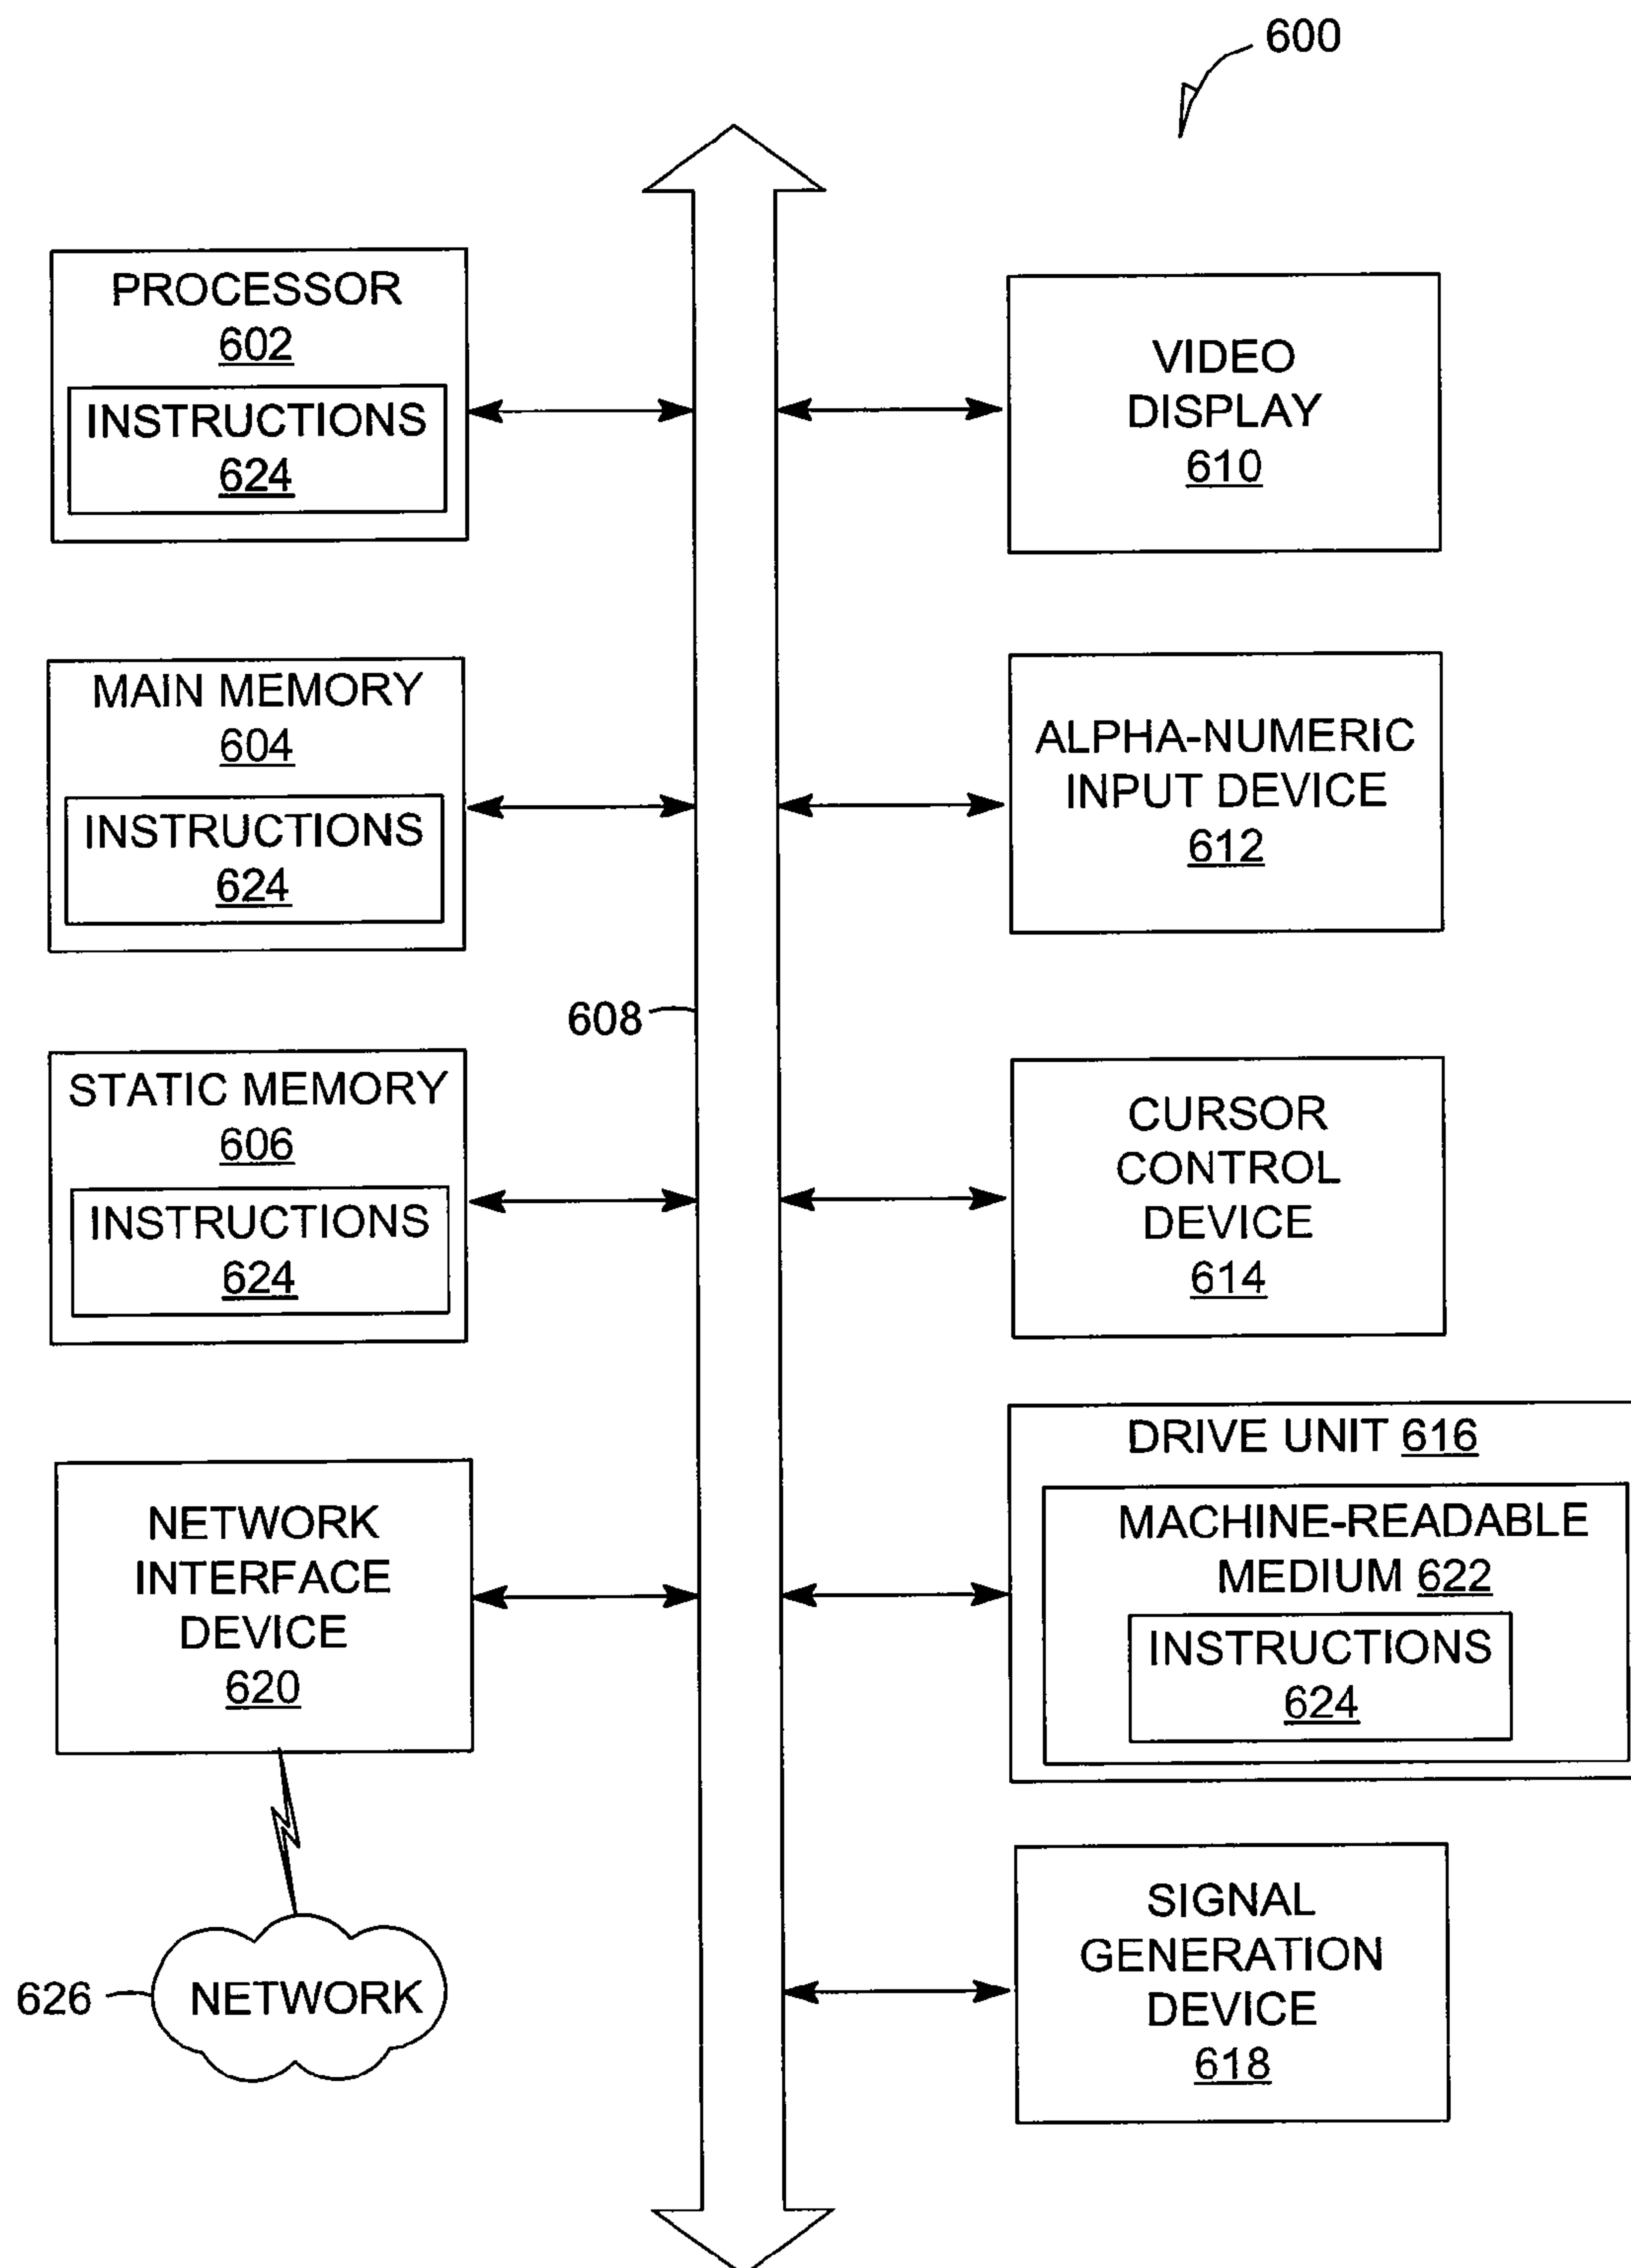 600
PROCESSOR
602
INSTRUCTIONS
624
MAIN MEMORY
604
INSTRUCTIONS
624
608
STATIC MEMORY
606
INSTRUCTIONS
624
NETWORK
INTERFACE
DEVICE
620
626
NETWORK
VIDEO
DISPLAY
610
ALPHA-NUMERIC
INPUT DEVICE
612
CURSOR
CONTROL
DEVICE
614
DRIVE UNIT 616
MACHINE-READABLE
MEDIUM 622
INSTRUCTIONS
624
SIGNAL
GENERATION
DEVICE
618